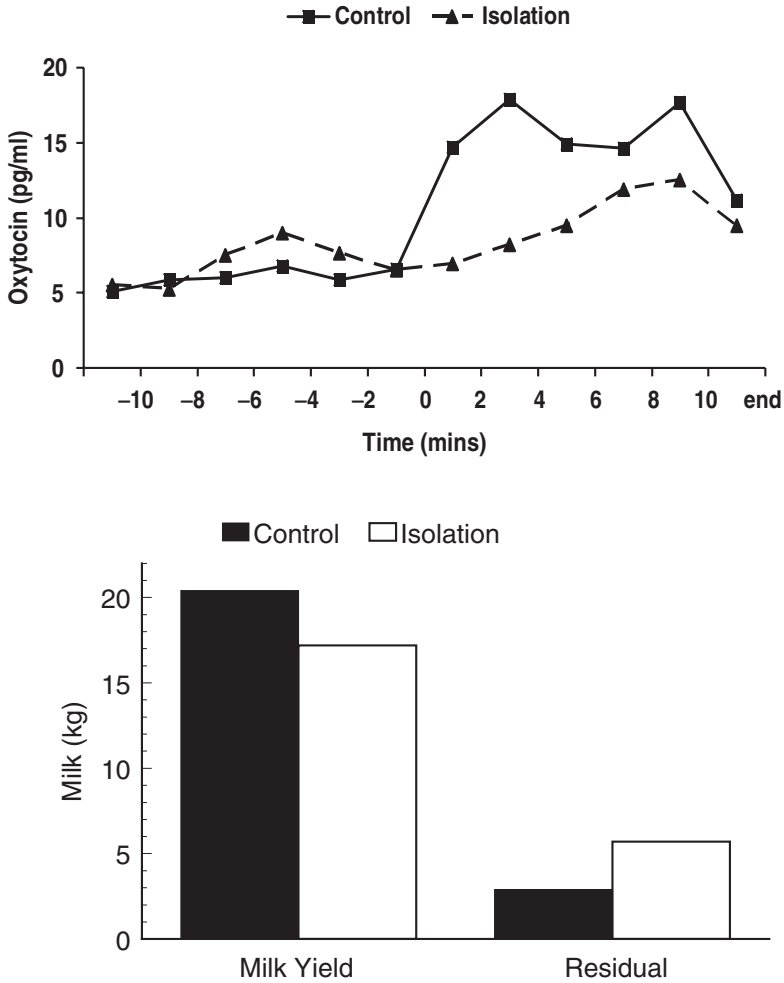 Control Isolation
20
15
10
5
0
Oxytocin (pg/ml)
–10 –8 –6 –4 –2 0 2 4 6 8 10 end
Time (mins)
Control Isolation
20
15
10
5
0
Milk (kg)
Milk Yield Residual